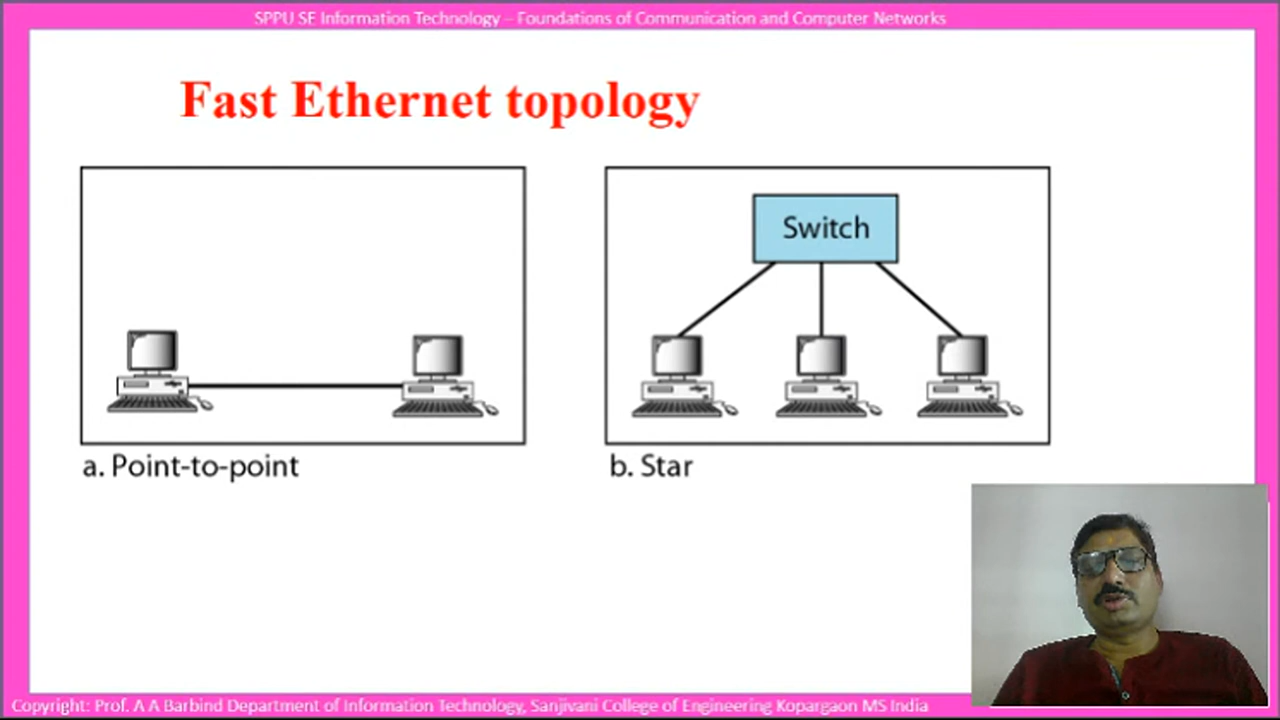 SPPU SE Information Technology – Foundations of Communication and Computer Networks
Fast Ethernet topology
Switch
a. Point-to-point
b. Star
Copyright: Prof. A A Barbind Department of Information Technology, Sanjivani College of Engineering Kopargaon MS India